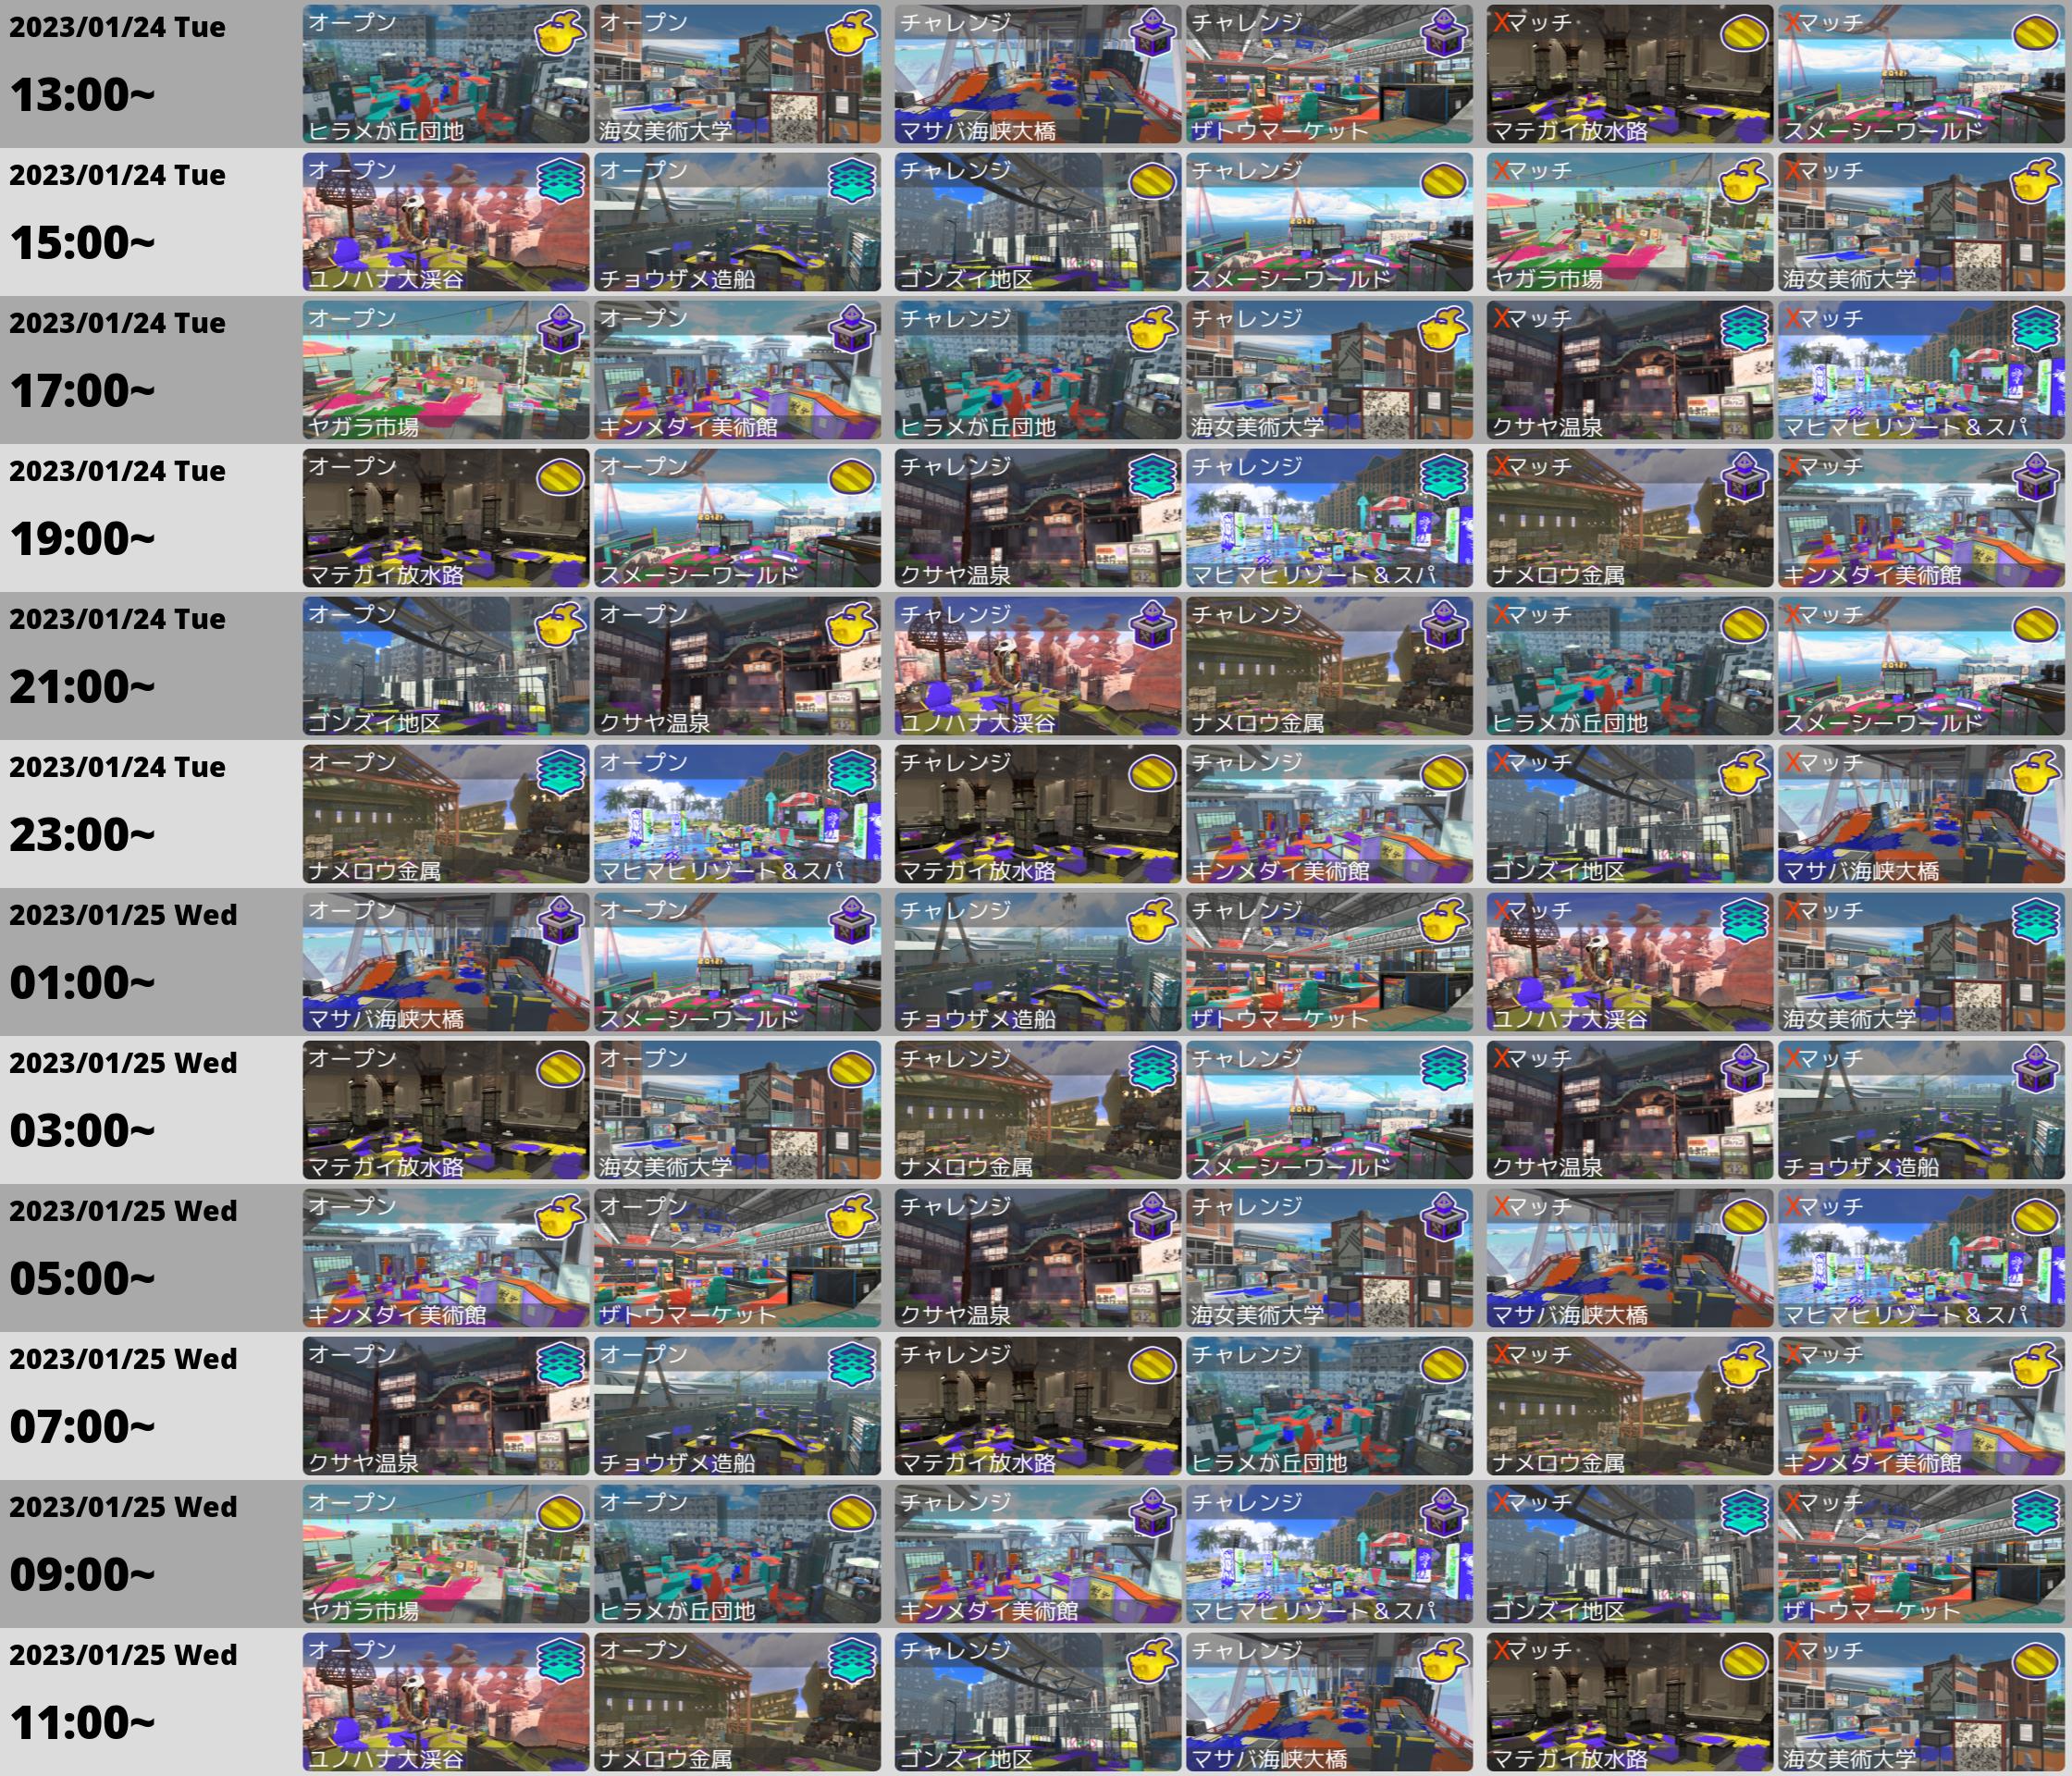 2023/01/24 Tue
13:00~
オープン オープン チャレンジ チャレンジ Xマッチ Xマッチ
ヒラメが丘団地 海女美術大学 マサバ海峡大橋 ザトウマーケット マテガイ放水路 スメーシーワールド
2023/01/24 Tue
15:00~
オープン オープン チャレンジ チャレンジ Xマッチ Xマッチ
ユノハナ大渓谷 チョウザメ造船 ゴンズイ地区 スメーシーワールド ヤガラ市場 海女美術大学
2023/01/24 Tue
17:00~
オープン オープン チャレンジ チャレンジ Xマッチ Xマッチ
ヤガラ市場 キンメダイ美術館 ヒラメが丘団地 海女美術大学 クサヤ温泉 マヒマヒリゾート&スパ
2023/01/24 Tue
19:00~
オープン オープン チャレンジ チャレンジ Xマッチ Xマッチ
マテガイ放水路 スメーシーワールド クサヤ温泉 マヒマヒリゾート&スパ ナメロウ金属 キンメダイ美術館
2023/01/24 Tue
21:00~
オープン オープン チャレンジ チャレンジ Xマッチ Xマッチ
ゴンズイ地区 クサヤ温泉 ユノハナ大渓谷 ナメロウ金属 ヒラメが丘団地 スメーシーワールド
2023/01/24 Tue
23:00~
オープン オープン チャレンジ チャレンジ Xマッチ Xマッチ
ナメロウ金属 マヒマヒリゾート&スパ マテガイ放水路 キンメダイ美術館 ゴンズイ地区 マサバ海峡大橋
2023/01/25 Wed
01:00~
オープン オープン チャレンジ チャレンジ Xマッチ Xマッチ
マサバ海峡大橋 スメーシーワールド チョウザメ造船 ザトウマーケット ユノハナ大渓谷 海女美術大学
2023/01/25 Wed
03:00~
オープン オープン チャレンジ チャレンジ Xマッチ Xマッチ
マテガイ放水路 海女美術大学 ナメロウ金属 スメーシーワールド クサヤ温泉 チョウザメ造船
2023/01/25 Wed
05:00~
オープン オープン チャレンジ チャレンジ Xマッチ Xマッチ
キンメダイ美術館 ザトウマーケット クサヤ温泉 海女美術大学 マサバ海峡大橋 マヒマヒリゾート&スパ
2023/01/25 Wed
07:00~
オープン オープン チャレンジ チャレンジ Xマッチ Xマッチ
クサヤ温泉 チョウザメ造船 マテガイ放水路 ヒラメが丘団地 ナメロウ金属 キンメダイ美術館
2023/01/25 Wed
09:00~
オープン オープン チャレンジ チャレンジ Xマッチ Xマッチ
ヤガラ市場 ヒラメが丘団地 キンメダイ美術館 マヒマヒリゾート&スパ ゴンズイ地区 ザトウマーケット
2023/01/25 Wed
11:00~
オープン オープン チャレンジ チャレンジ Xマッチ Xマッチ
ユノハナ大渓谷 ナメロウ金属 ゴンズイ地区 マサバ海峡大橋 マテガイ放水路 海女美術大学